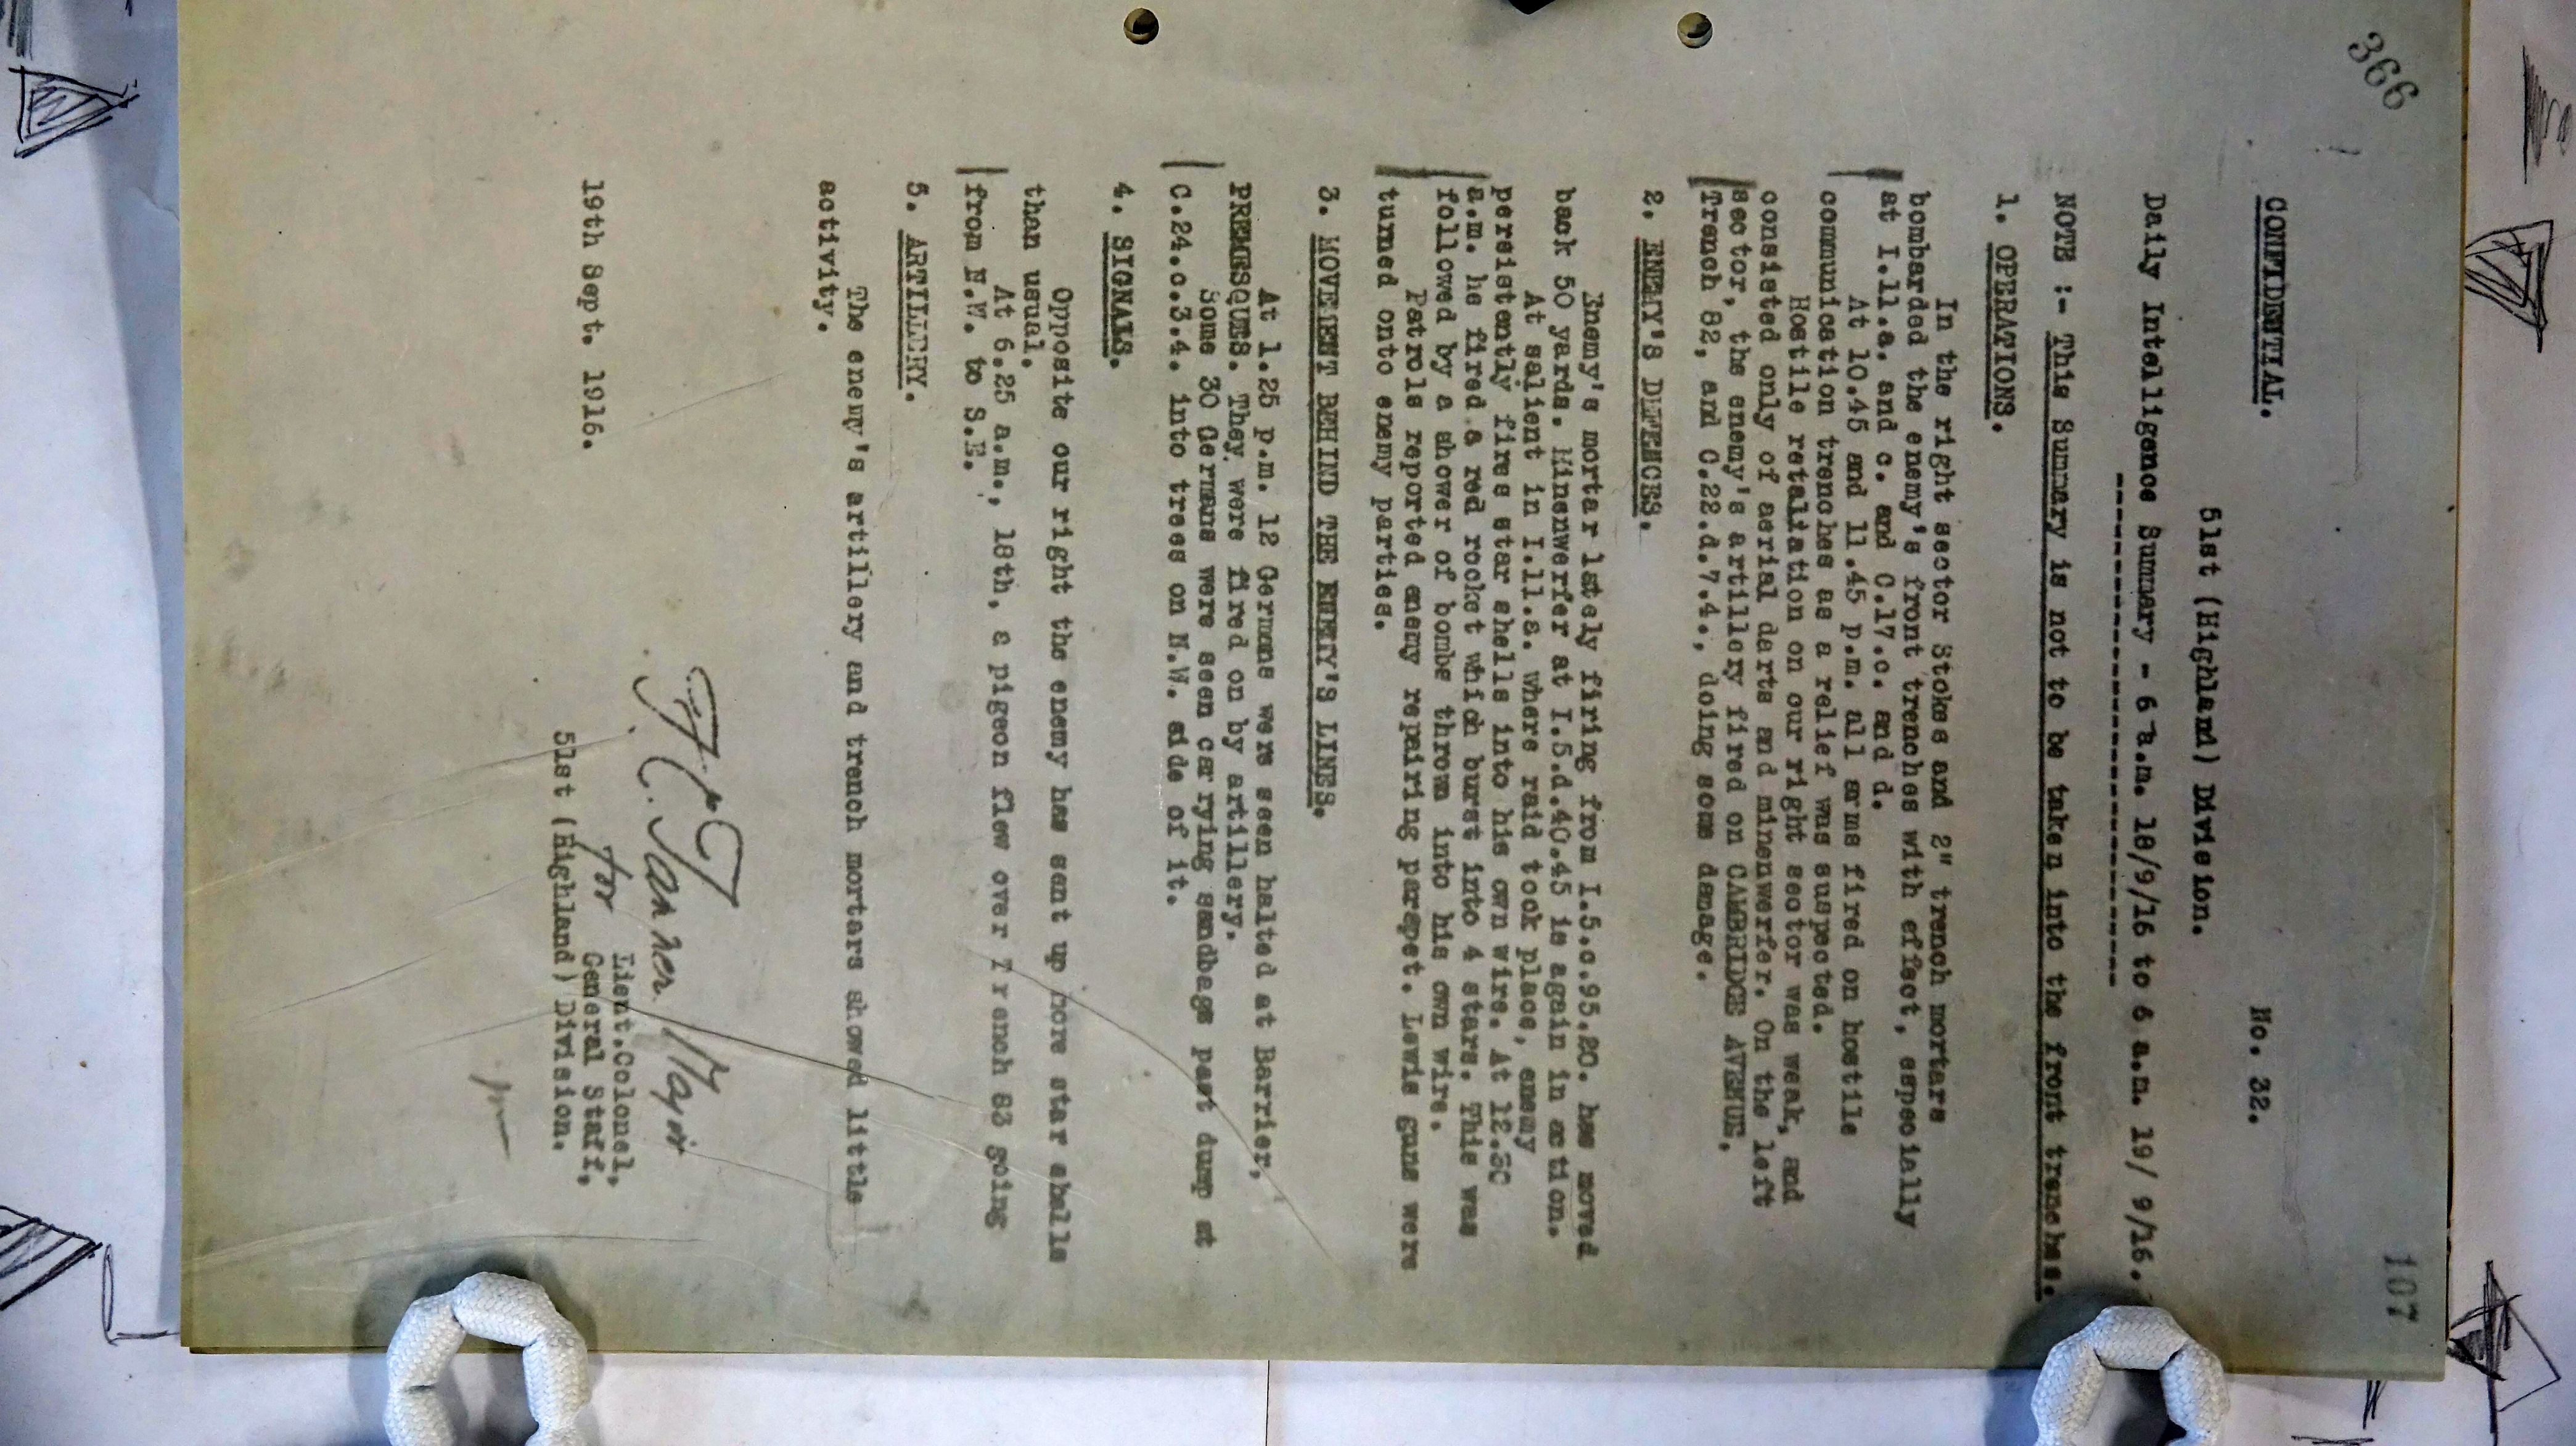 366
107
CONFIDENTIAL. No. 32.
51st (Highland) Division.
Daily Intelligence Summary - 6 a.m. 18/9/16 to 6 a.m. 19/ 9/16.
NOTE :- This Summary is not to be taken into the front trenches.
1. OPERATIONS.
In the right sector Stokes and 2" trench mortars
bombarded the enemy's front trenches with effect, especially
at I.11.a. and c. and C.17.c. and d.
At 10.45 and 11.45 p.m. all arms fired on hostile
communication trenches as a relief was suspected.
Hostile retaliation on our right sector was weak, and
consisted only of aerial darts and minenwerfer. On the left
sector, the enemy's artillery fired on CAMBRIDGE AVENUE,
Trench 82, and C.22.d.7.4., doing some damage.
2. ENEMY'S DEFENCES.
Enemy's mortar lately firing from I.5.c.95.20. has moved
back 50 yards. Minenwerfer at I.5.d.40.45 is again in action.
At salient in I.11.a. where raid took place, enemy
persistently fires star shells into his own wire. At 12.30
a.m. he fired a red rocket which burst into 4 stars. This was
followed by a shower of bombs thrown into his own wire.
Patrols reported enemy repairing parapet. Lewis guns were
turned onto enemy parties.
3. MOVEMENT BEHIND THE ENEMY'S LINES.
At 1.25 p.m. 12 Germans were seen halted at Barrier,
PREMESQUES. They were fired on by artillery.
Some 30 Germans were seen carrying sandbags past dump at
C.24.c.3.4. into trees on N.W. side of it.
4. SIGNALS.
Opposite our right the enemy has sent up more star shells
than usual.
At 6.25 a.m., 18th, a pigeon flew over Trench 83 going
from N.W. to S.E.
5. ARTILLERY.
The enemy's artillery and trench mortars showed little
activity.
Major
for
Lieut.Colonel,
General Staff,
19th Sept. 1916. 51st (Highland) Division.